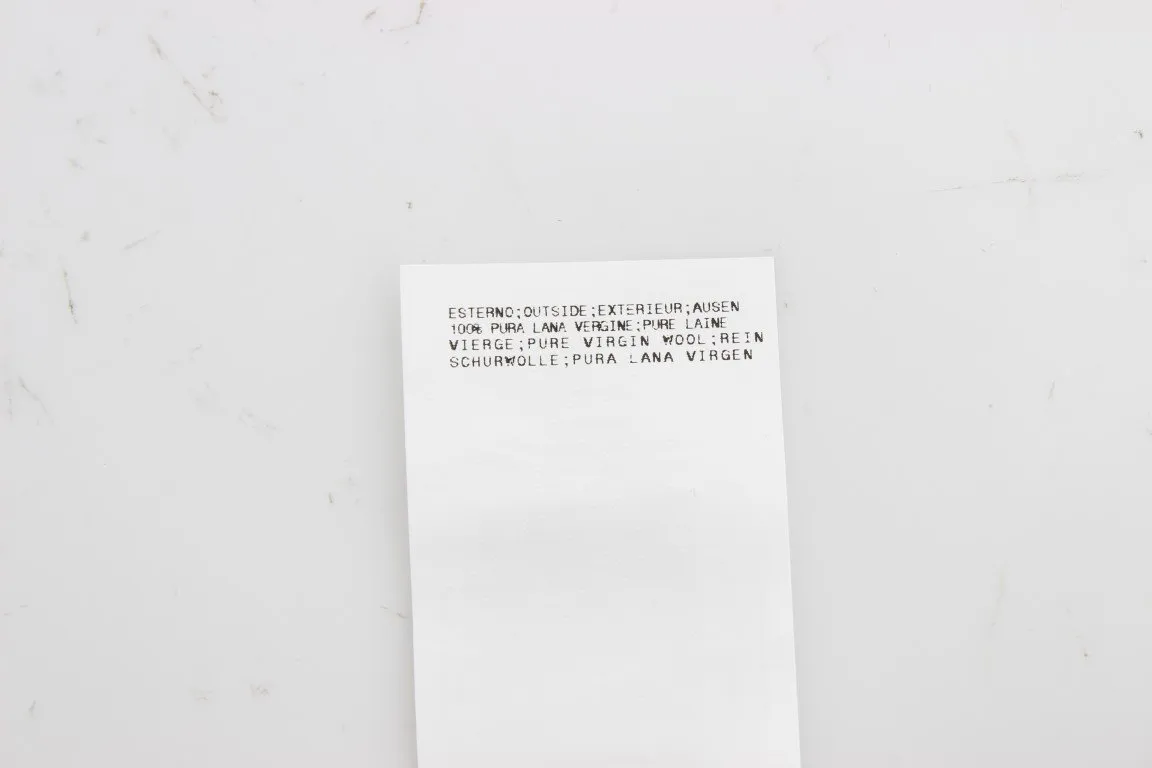 ESTERNO;OUTSIDE;EXTERIEUR;AUSEN
100% PURA LANA VERGINE;PURE LAINE
VIERGE;PURE VIRGIN WOOL;REIN
SCHURWOLLE;PURA LANA VIRGEN